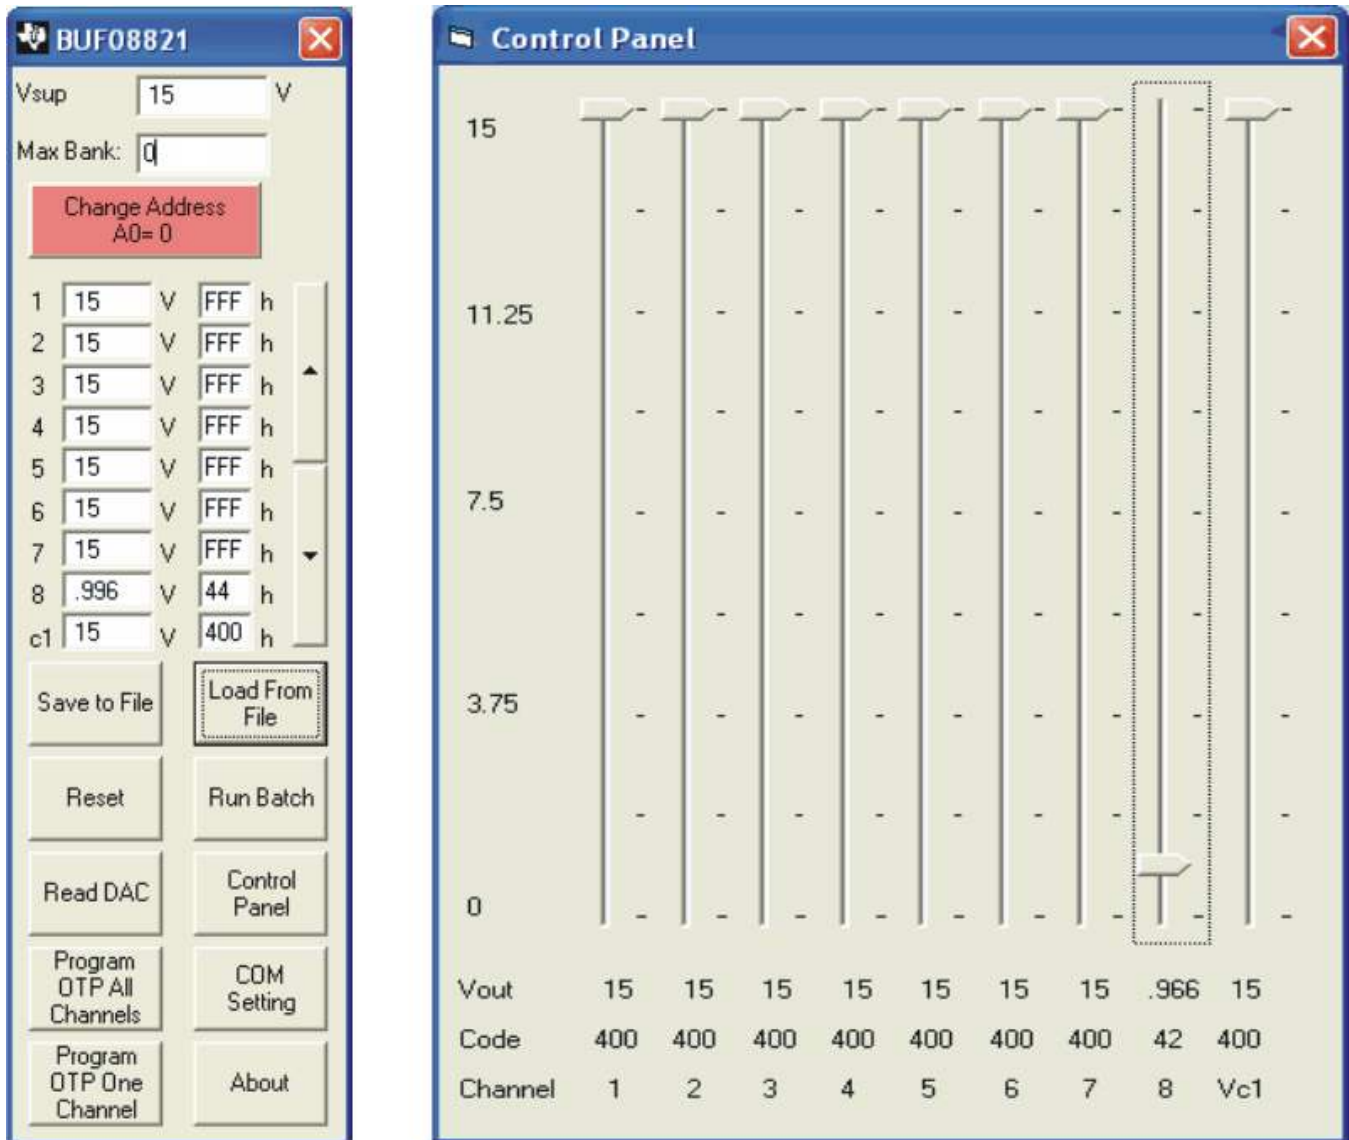 BUF08821
Vsup 15 V
Max Bank: 0
Change Address
A0= 0
1 15 V FFF h
2 15 V FFF h
3 15 V FFF h
4 15 V FFF h
5 15 V FFF h
6 15 V FFF h
7 15 V FFF h
8 .996 V 44 h
c1 15 V 400 h
Save to File
Load From
File
Reset
Run Batch
Read DAC
Control
Panel
Program
OTP All
Channels
COM
Setting
Program
OTP One
Channel
About
Control Panel
15
11.25
7.5
3.75
0
Vout 15 15 15 15 15 15 15 .966 15
Code 400 400 400 400 400 400 400 42 400
Channel 1 2 3 4 5 6 7 8 Vc1